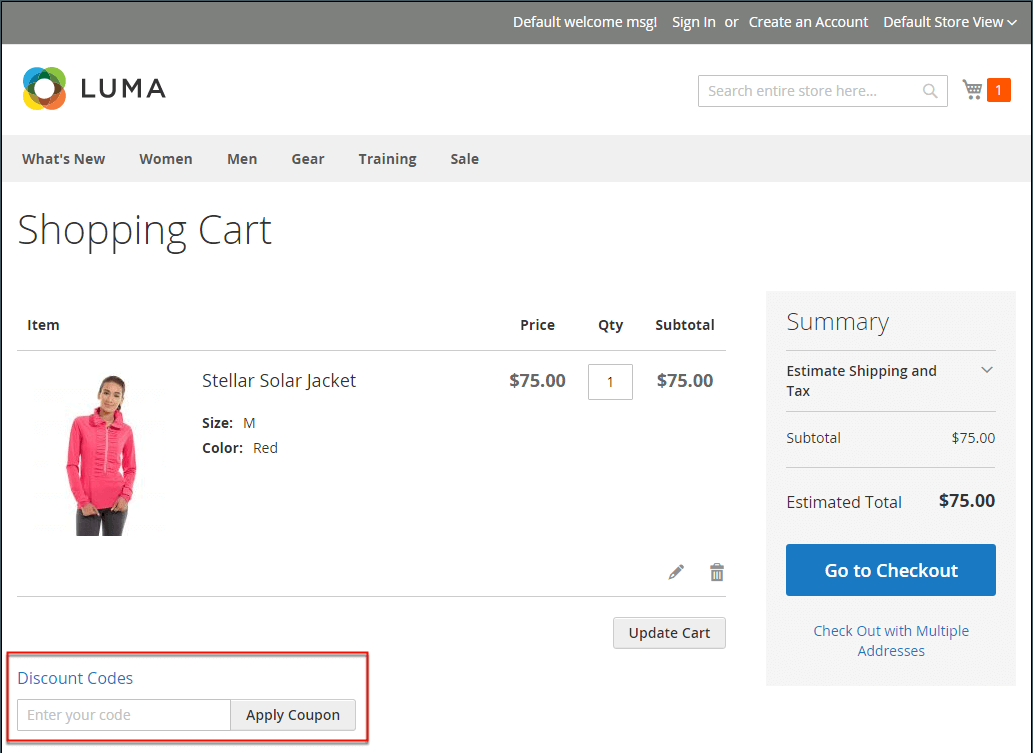 Default welcome msg! Sign In or Create an Account Default Store View
LUMA
Search entire store here...
1
What's New Women Men Gear Training Sale
Shopping Cart
Item Price Qty Subtotal
Stellar Solar Jacket $75.00 1 $75.00
Size: M
Color: Red
Update Cart
Discount Codes
Enter your code Apply Coupon
Summary
Estimate Shipping and
Tax
Subtotal $75.00
Estimated Total $75.00
Go to Checkout
Check Out with Multiple
Addresses